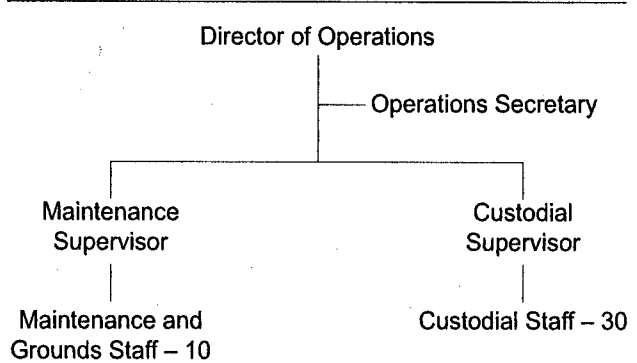 Director of Operations
Operations Secretary
Maintenance
Supervisor
Custodial
Supervisor
Maintenance and
Grounds Staff – 10
Custodial Staff – 30